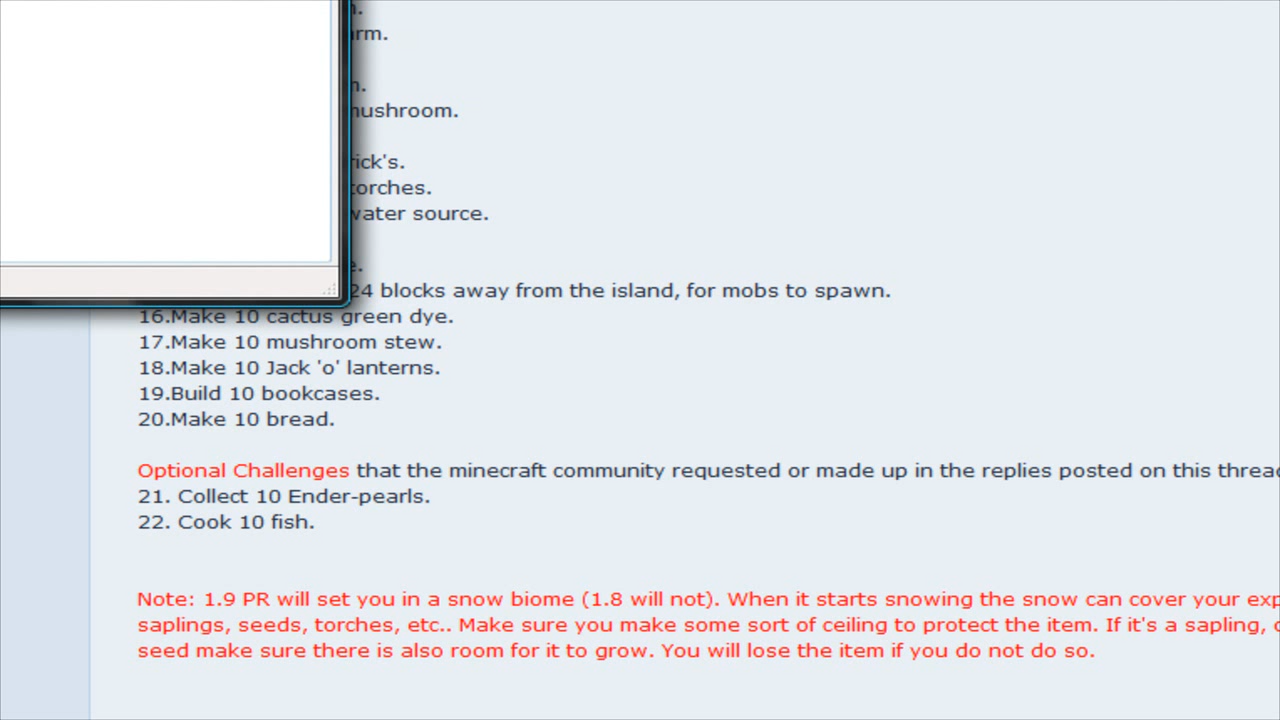 mushroom.
torches.
water source.
24 blocks away from the island, for mobs to spawn.
16.Make 10 cactus green dye.
17.Make 10 mushroom stew.
18.Make 10 Jack 'o' lanterns.
19.Build 10 bookcases.
20.Make 10 bread.
Optional Challenges that the minecraft community requested or made up in the replies posted on this thread
21. Collect 10 Ender-pearls.
22. Cook 10 fish.
Note: 1.9 PR will set you in a snow biome (1.8 will not). When it starts snowing the snow can cover your
saplings, seeds, torches, etc.. Make sure you make some sort of ceiling to protect the item. If it's a sapling,
seed make sure there is also room for it to grow. You will lose the item if you do not do so.